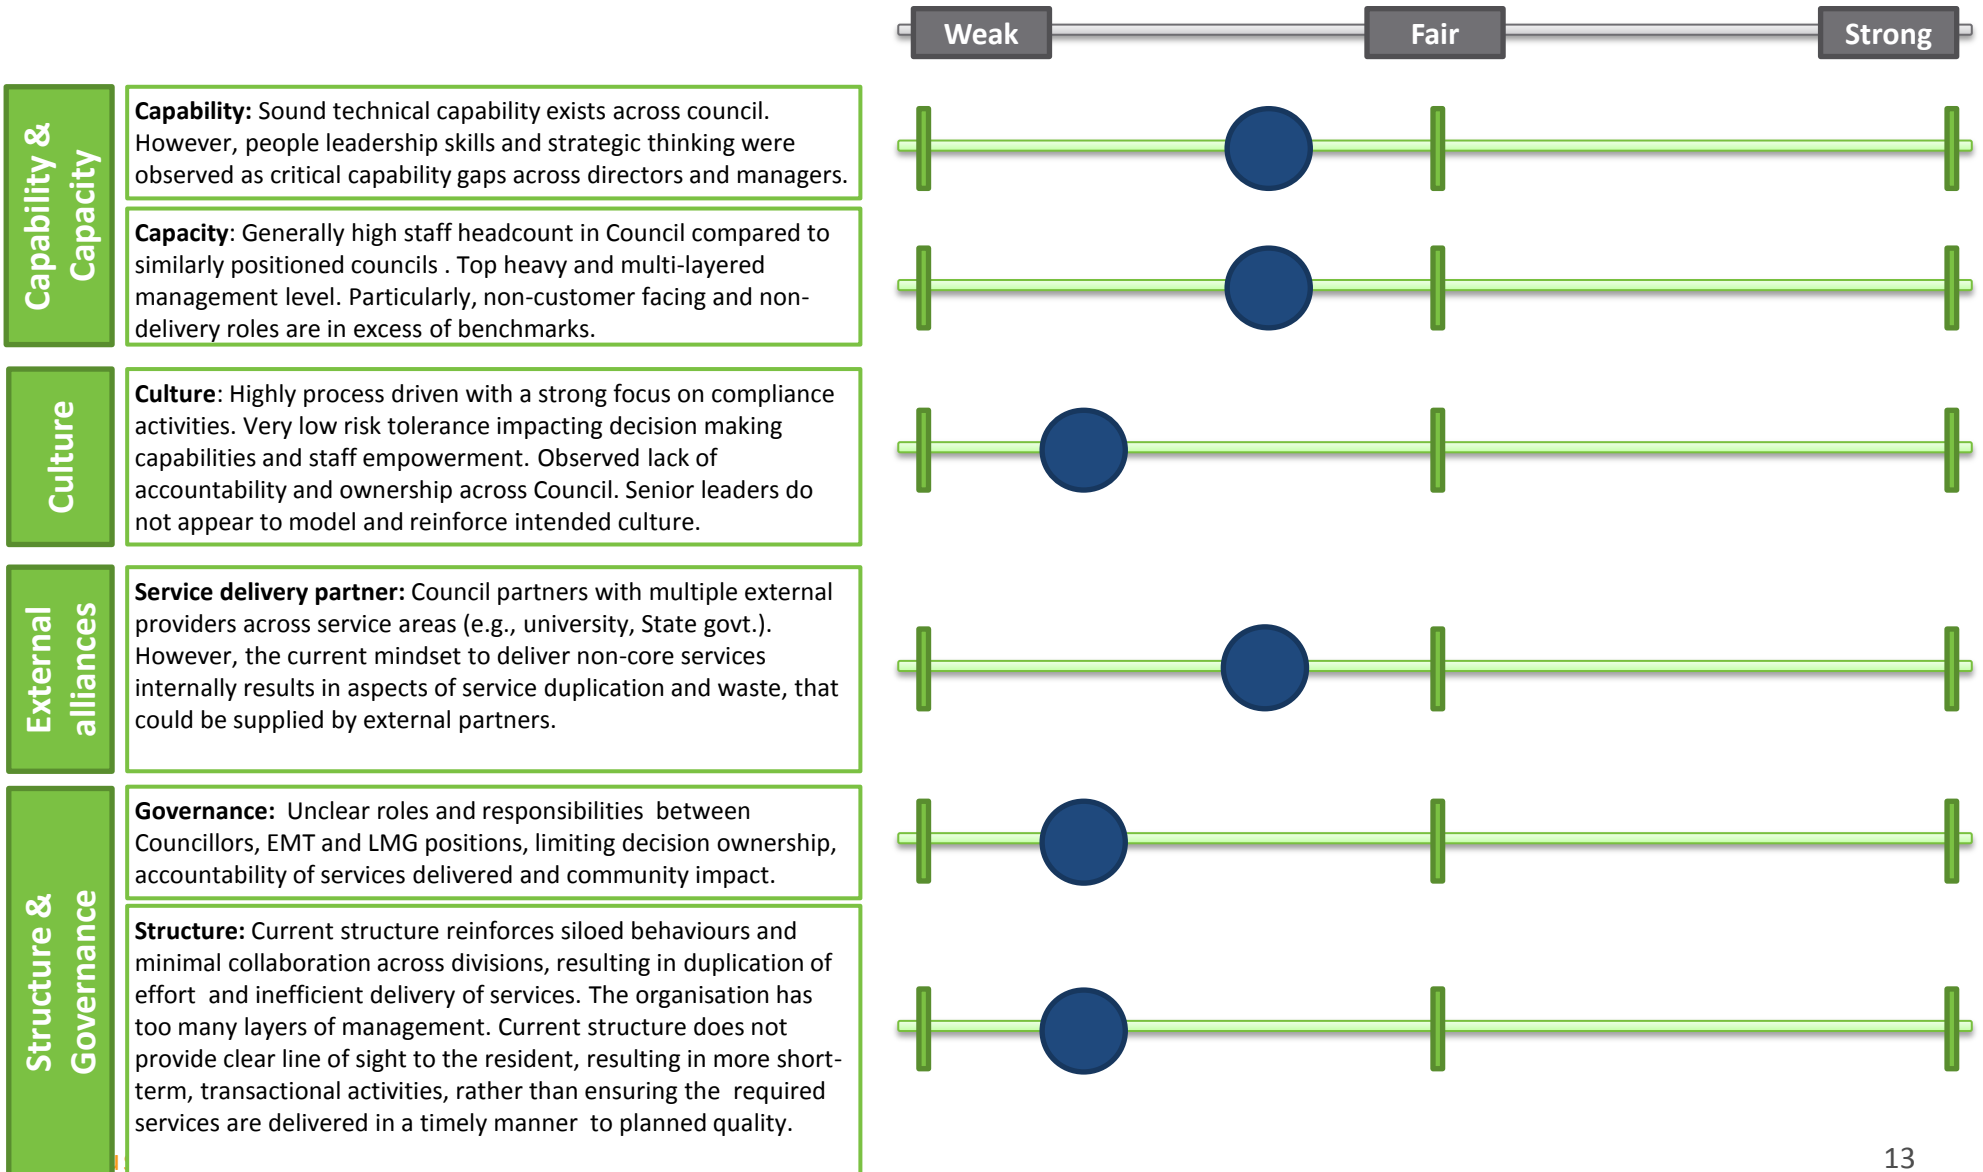 Weak
Fair
Strong
Capability &
Capacity
Capability: Sound technical capability exists across council.
However, people leadership skills and strategic thinking were
observed as critical capability gaps across directors and managers.
Capacity: Generally high staff headcount in Council compared to
similarly positioned councils . Top heavy and multi-layered
management level. Particularly, non-customer facing and non-
delivery roles are in excess of benchmarks.
Culture
Culture: Highly process driven with a strong focus on compliance
activities. Very low risk tolerance impacting decision making
capabilities and staff empowerment. Observed lack of
accountability and ownership across Council. Senior leaders do
not appear to model and reinforce intended culture.
External
alliances
Service delivery partner: Council partners with multiple external
providers across service areas (e.g., university, State govt.).
However, the current mindset to deliver non-core services
internally results in aspects of service duplication and waste, that
could be supplied by external partners.
Structure &
Governance
Governance:  Unclear roles and responsibilities  between
Councillors, EMT and LMG positions, limiting decision ownership,
accountability of services delivered and community impact.
Structure: Current structure reinforces siloed behaviours and
minimal collaboration across divisions, resulting in duplication of
effort  and inefficient delivery of services. The organisation has
too many layers of management. Current structure does not
provide clear line of sight to the resident, resulting in more short-
term, transactional activities, rather than ensuring the  required
services are delivered in a timely manner  to planned quality.
13